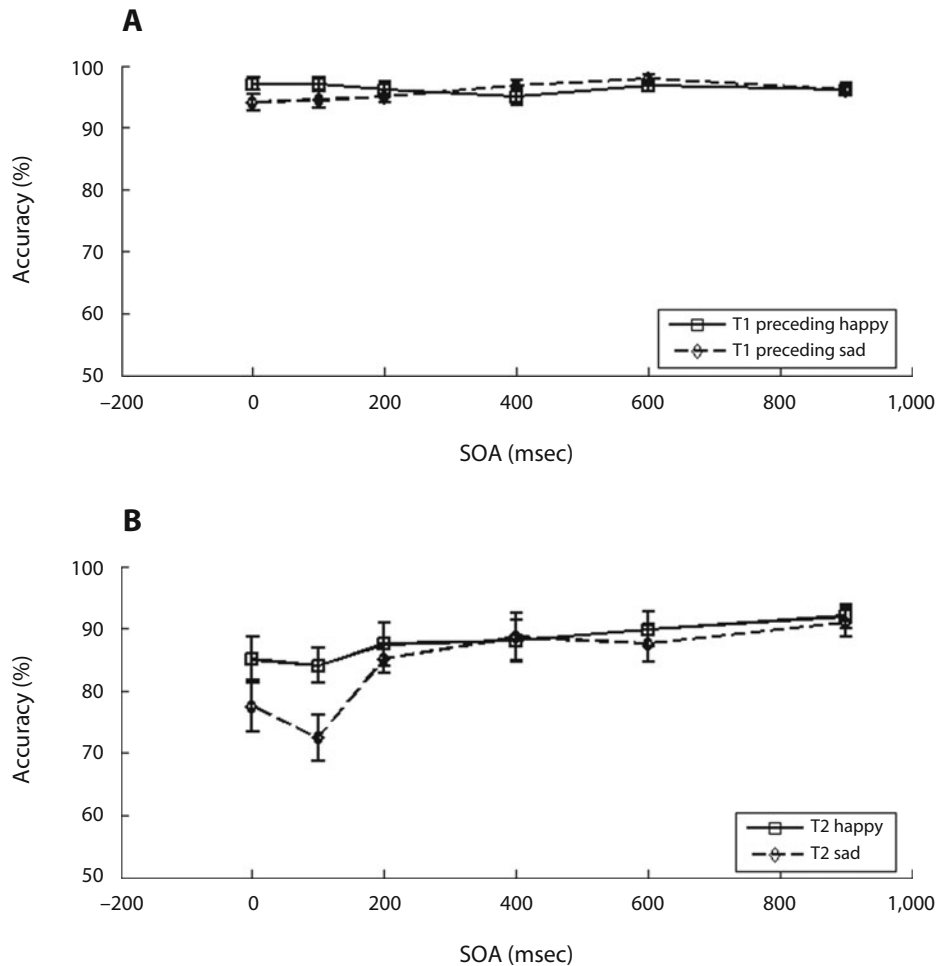 A
100
90
80
70
60
50
Accuracy (%)
T1 preceding happy
T1 preceding sad
–200 0 200 400 600 800 1,000
SOA (msec)
B
100
90
80
70
60
50
Accuracy (%)
T2 happy
T2 sad
–200 0 200 400 600 800 1,000
SOA (msec)